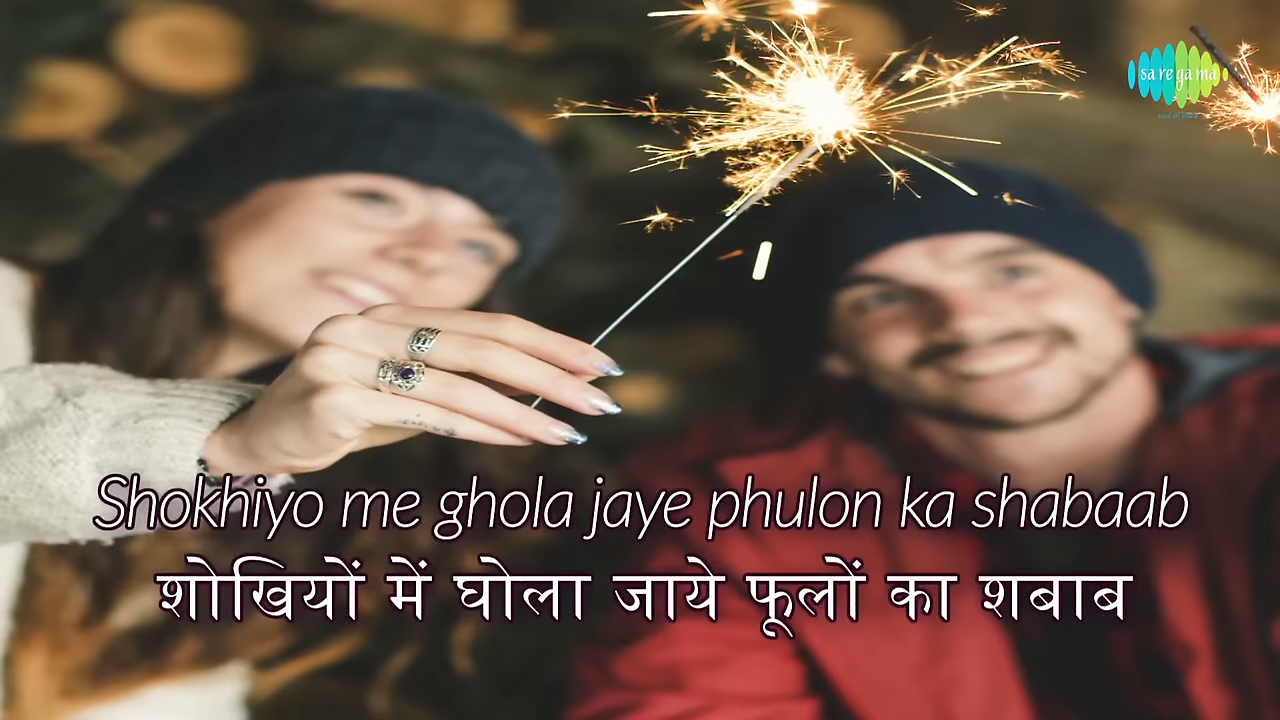 sa re ga ma
Shokhiyo me ghola jaye phulon ka shabaab
शोखियों में घोला जाये फूलों का शबाब